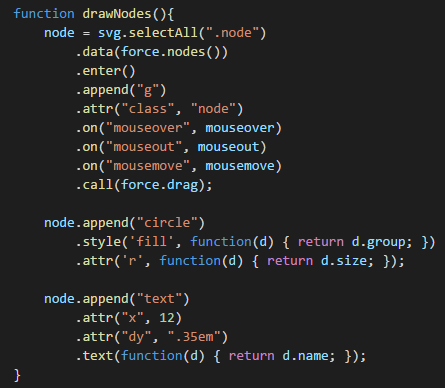 function drawNodes(){
    node = svg.selectAll(".node")
        .data(force.nodes())
        .enter()
        .append("g")
        .attr("class", "node")
        .on("mouseover", mouseover)
        .on("mouseout", mouseout)
        .on("mousemove", mousemove)
        .call(force.drag);

    node.append("circle")
        .style('fill', function(d) { return d.group; })
        .attr('r', function(d) { return d.size; });

    node.append("text")
        .attr("x", 12)
        .attr("dy", ".35em")
        .text(function(d) { return d.name; });
}